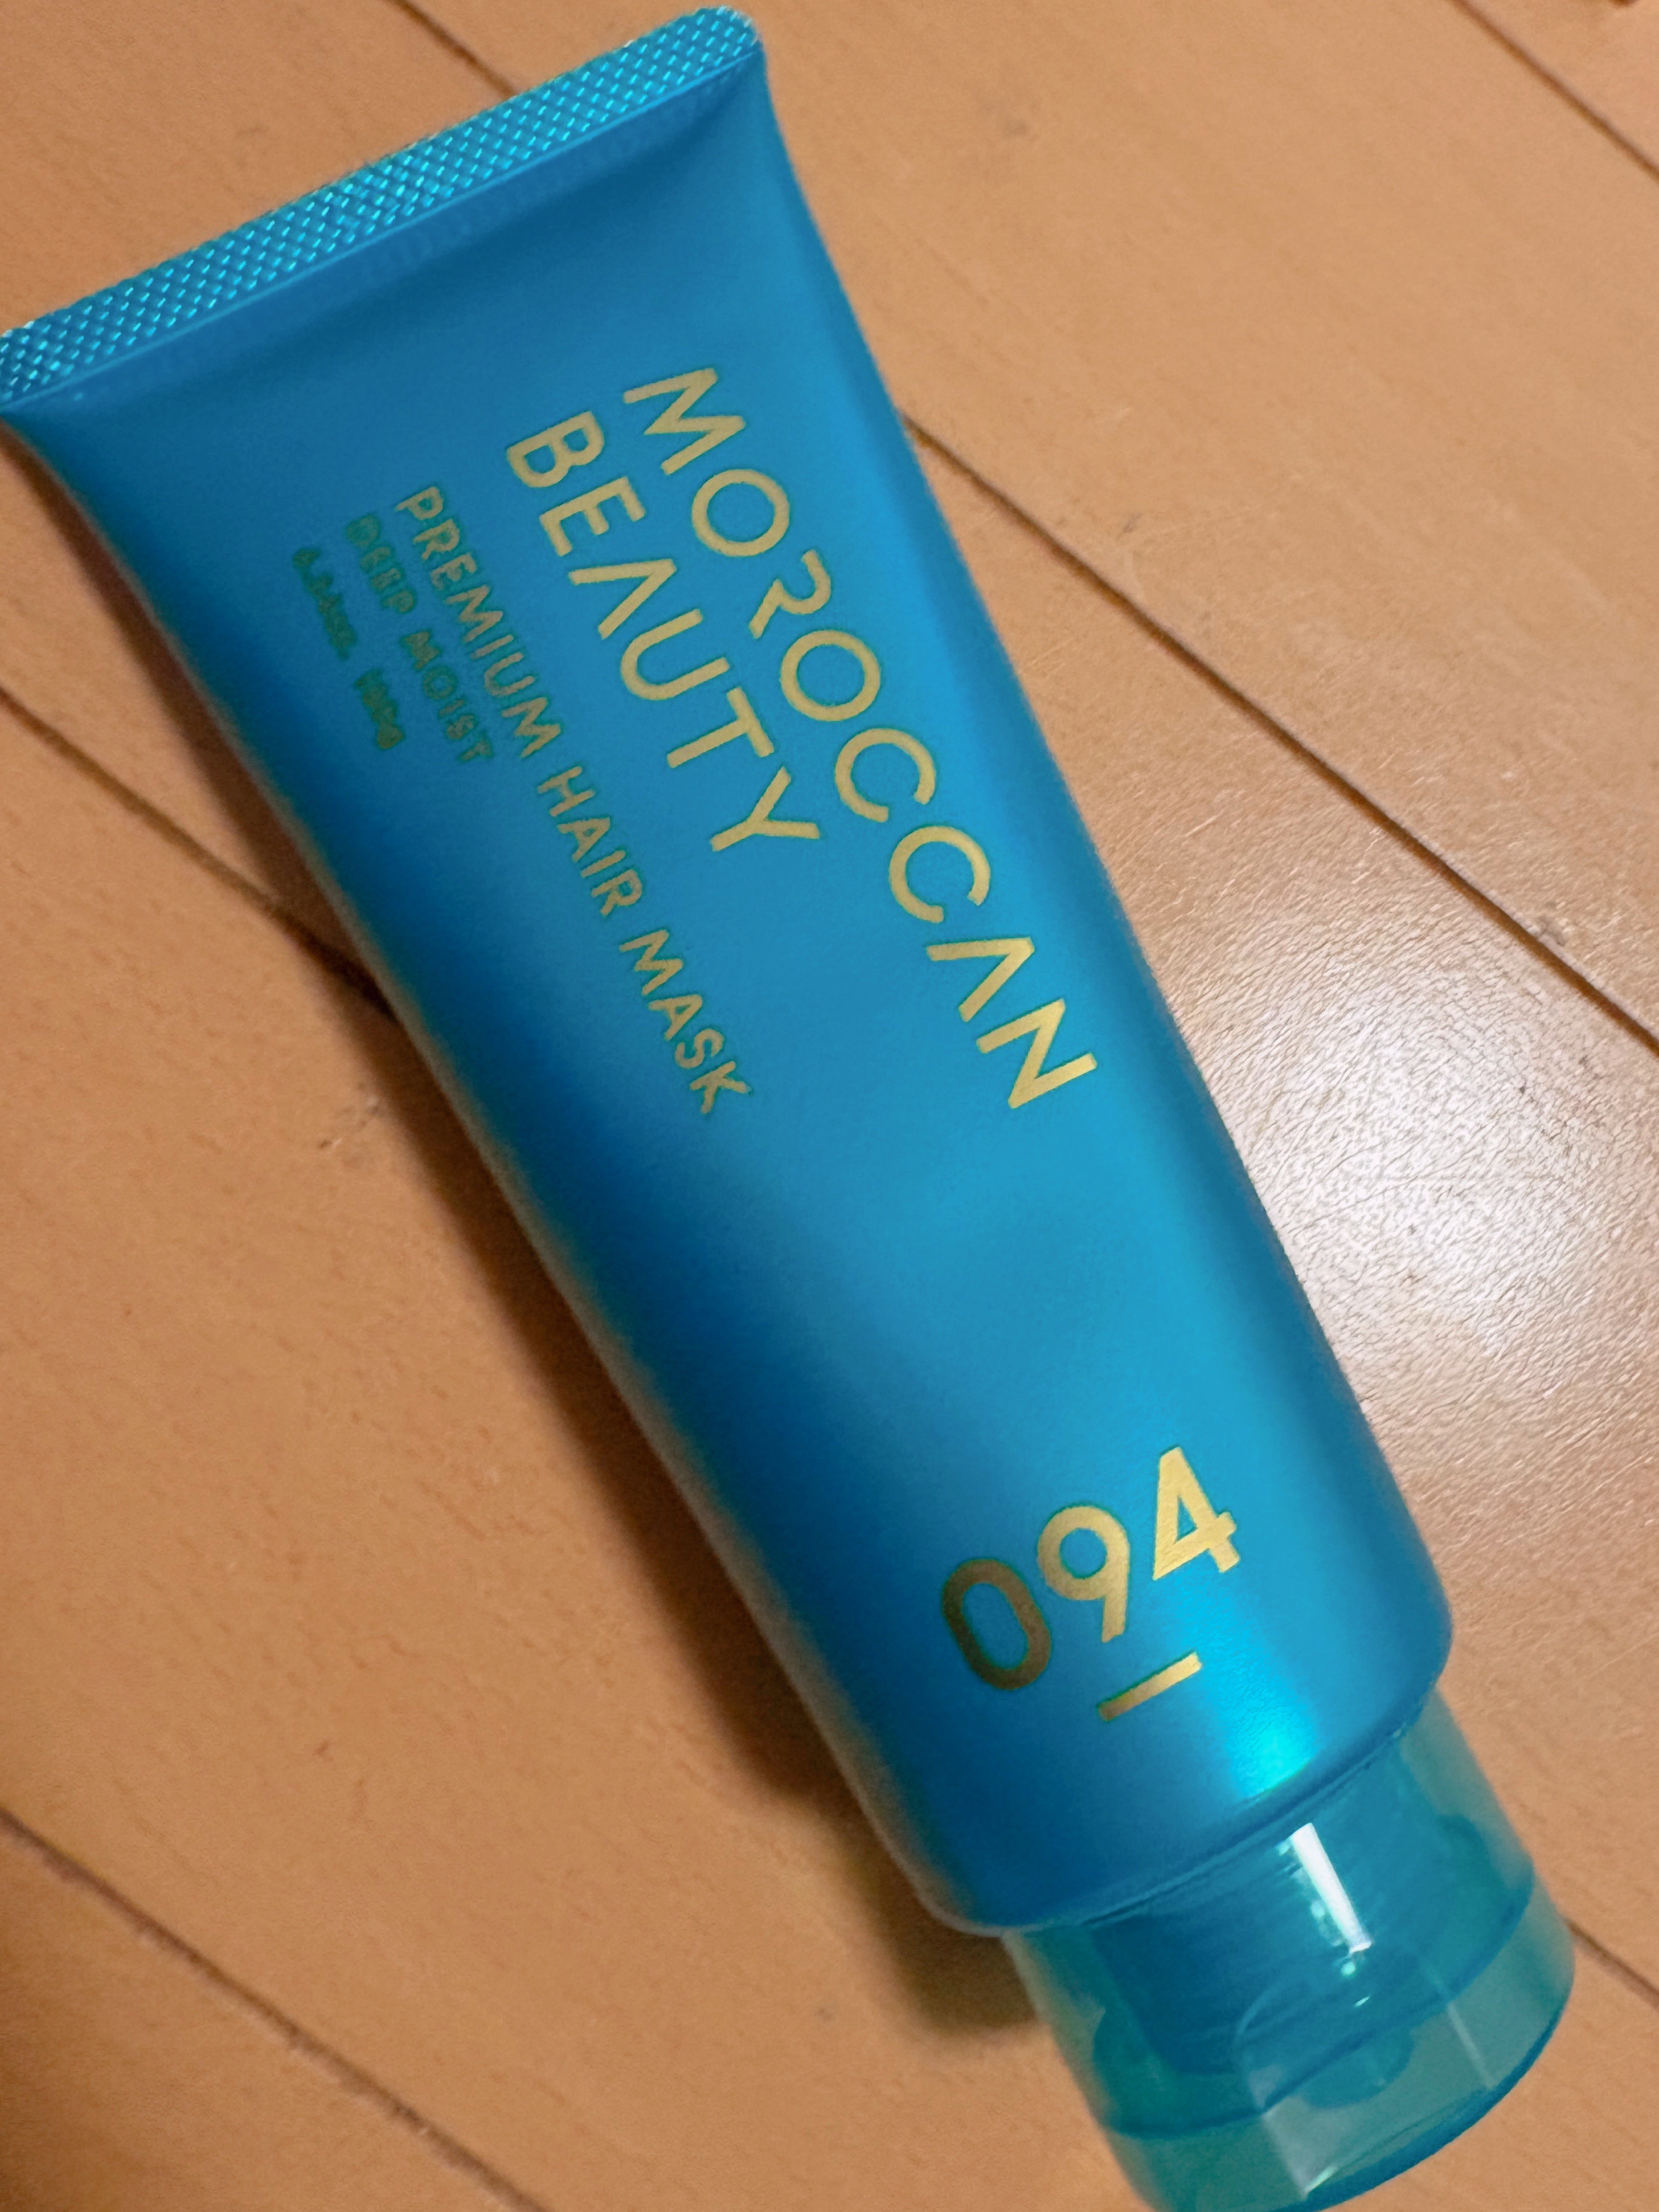 MOROCCAN
BEAUTY
PREMIUM HAIR MASK
DEEP MOIST
094